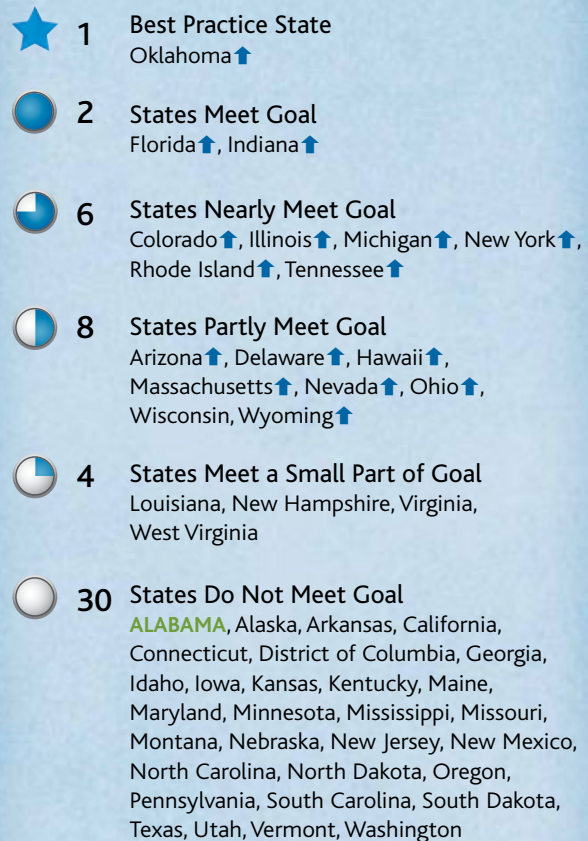 1 Best Practice State
Oklahoma⬆
2 States Meet Goal
Florida⬆, Indiana⬆
6 States Nearly Meet Goal
Colorado⬆, Illinois⬆, Michigan⬆, New York⬆,
Rhode Island⬆, Tennessee⬆
8 States Partly Meet Goal
Arizona⬆, Delaware⬆, Hawaii⬆,
Massachusetts⬆, Nevada⬆, Ohio⬆,
Wisconsin, Wyoming⬆
4 States Meet a Small Part of Goal
Louisiana, New Hampshire, Virginia,
West Virginia
30 States Do Not Meet Goal
ALABAMA, Alaska, Arkansas, California,
Connecticut, District of Columbia, Georgia,
Idaho, Iowa, Kansas, Kentucky, Maine,
Maryland, Minnesota, Mississippi, Missouri,
Montana, Nebraska, New Jersey, New Mexico,
North Carolina, North Dakota, Oregon,
Pennsylvania, South Carolina, South Dakota,
Texas, Utah, Vermont, Washington